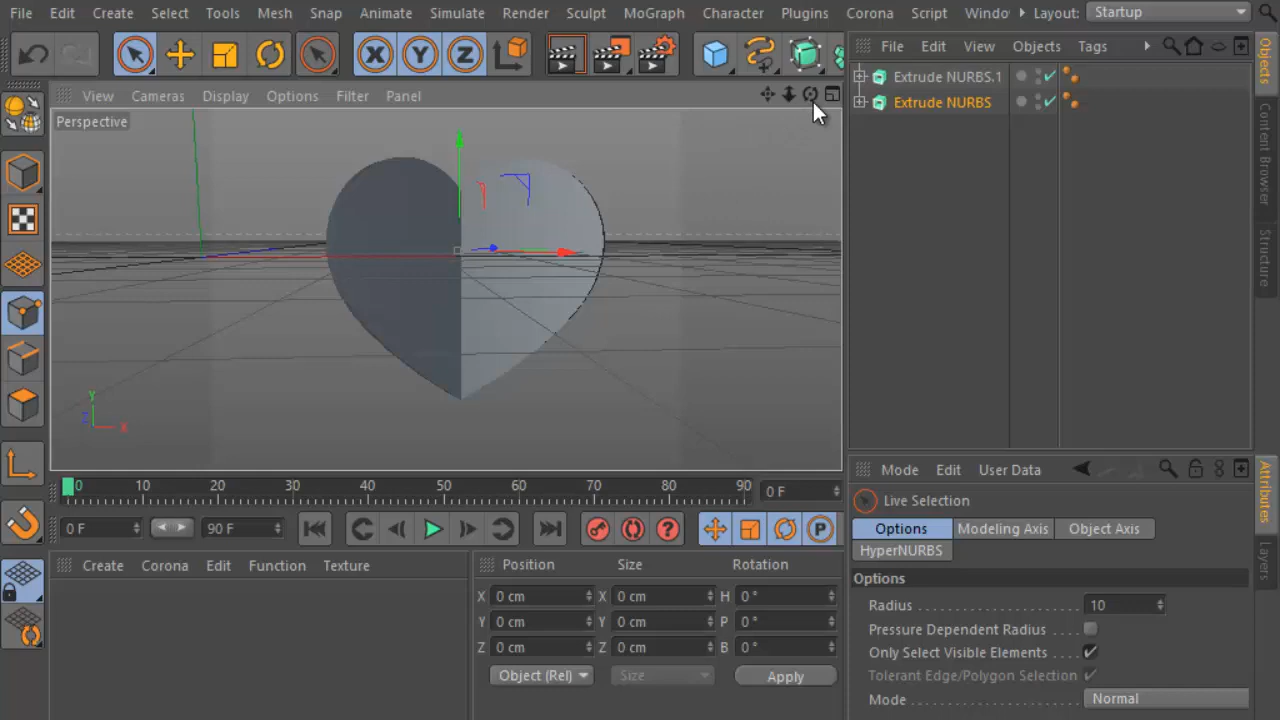 File Edit Create Select Tools Mesh Snap Animate Simulate Render Sculpt MoGraph Character Plugins Corona Script Windo Layout: Startup
X Y Z
File Edit View Objects Tags
View Cameras Display Options Filter Panel
Perspective
Extrude NURBS.1
Extrude NURBS
Y
Z X
Objects
Content Browser
Structure
0 10 20 30 40 50 60 70 80 90 0 F
0 F 90 F ? P
Mode Edit User Data
Live Selection
Options Modeling Axis Object Axis
HyperNURBS
Options
Radius 10
Pressure Dependent Radius
Only Select Visible Elements
Tolerant Edge/Polygon Selection
Mode Normal
Attributes
Layers
Create Corona Edit Function Texture
Position Size Rotation
X 0 cm X 0 cm H 0 °
Y 0 cm Y 0 cm P 0 °
Z 0 cm Z 0 cm B 0 °
Object (Rel) Size Apply